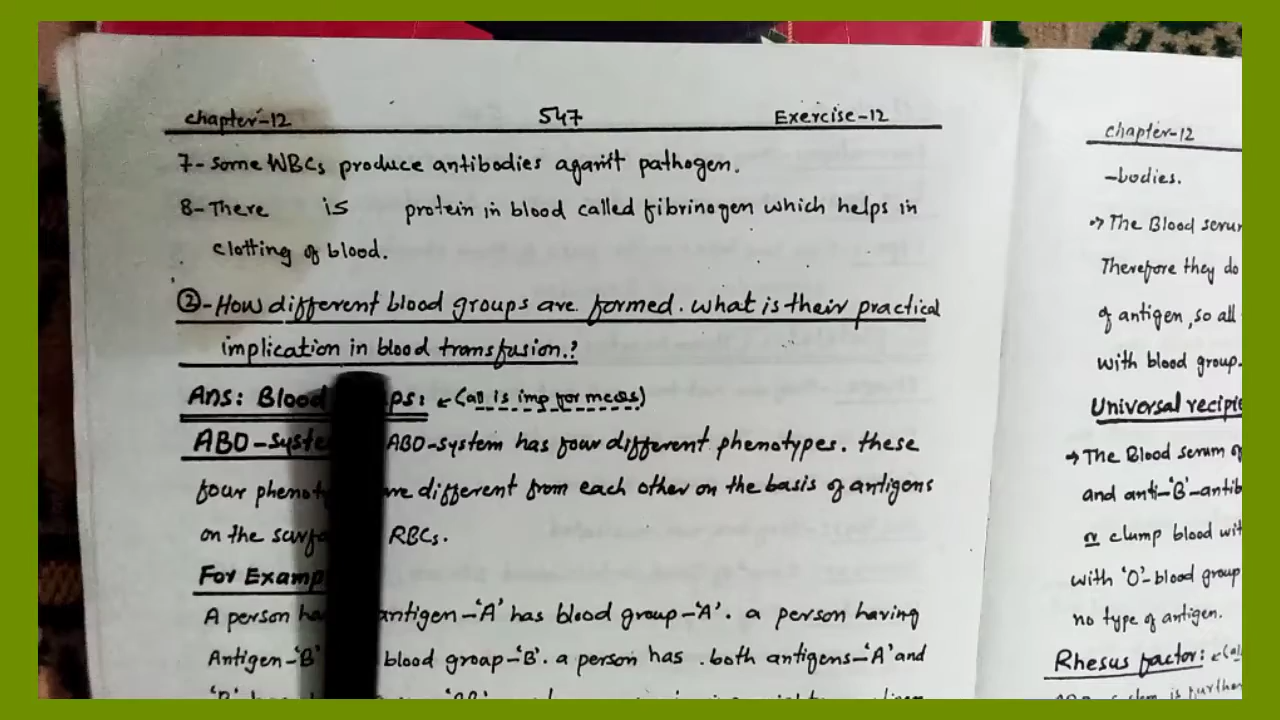 chapter-12 547 Exercise-12
7- Some WBCs produce antibodies against pathogen.
8- There is protein in blood called fibrinogen which helps in
clotting of blood.
②- How different blood groups are formed. what is their practical
implication in blood transfusion.?
Ans: Blood ps: ← (all is imp for mcqs)
ABO-syste ABO-system has four different phenotypes. these
four phenoty re different from each other on the basis of antigens
on the surfa RBCs.
For Examp
A person ha antigen-'A' has blood group-'A'. a person having
Antigen-'B' blood group-'B'. a person has . both antigens-'A' and
chapter-12
-bodies.
→ The Blood seru
Therefore they do
of antigen, so all
with blood group.
Universal recipie
→ The Blood serum o
and anti-'B'-antib
or clump blood wit
with 'O'-blood group
no type of antigen.
Rhesus factor: ← (al